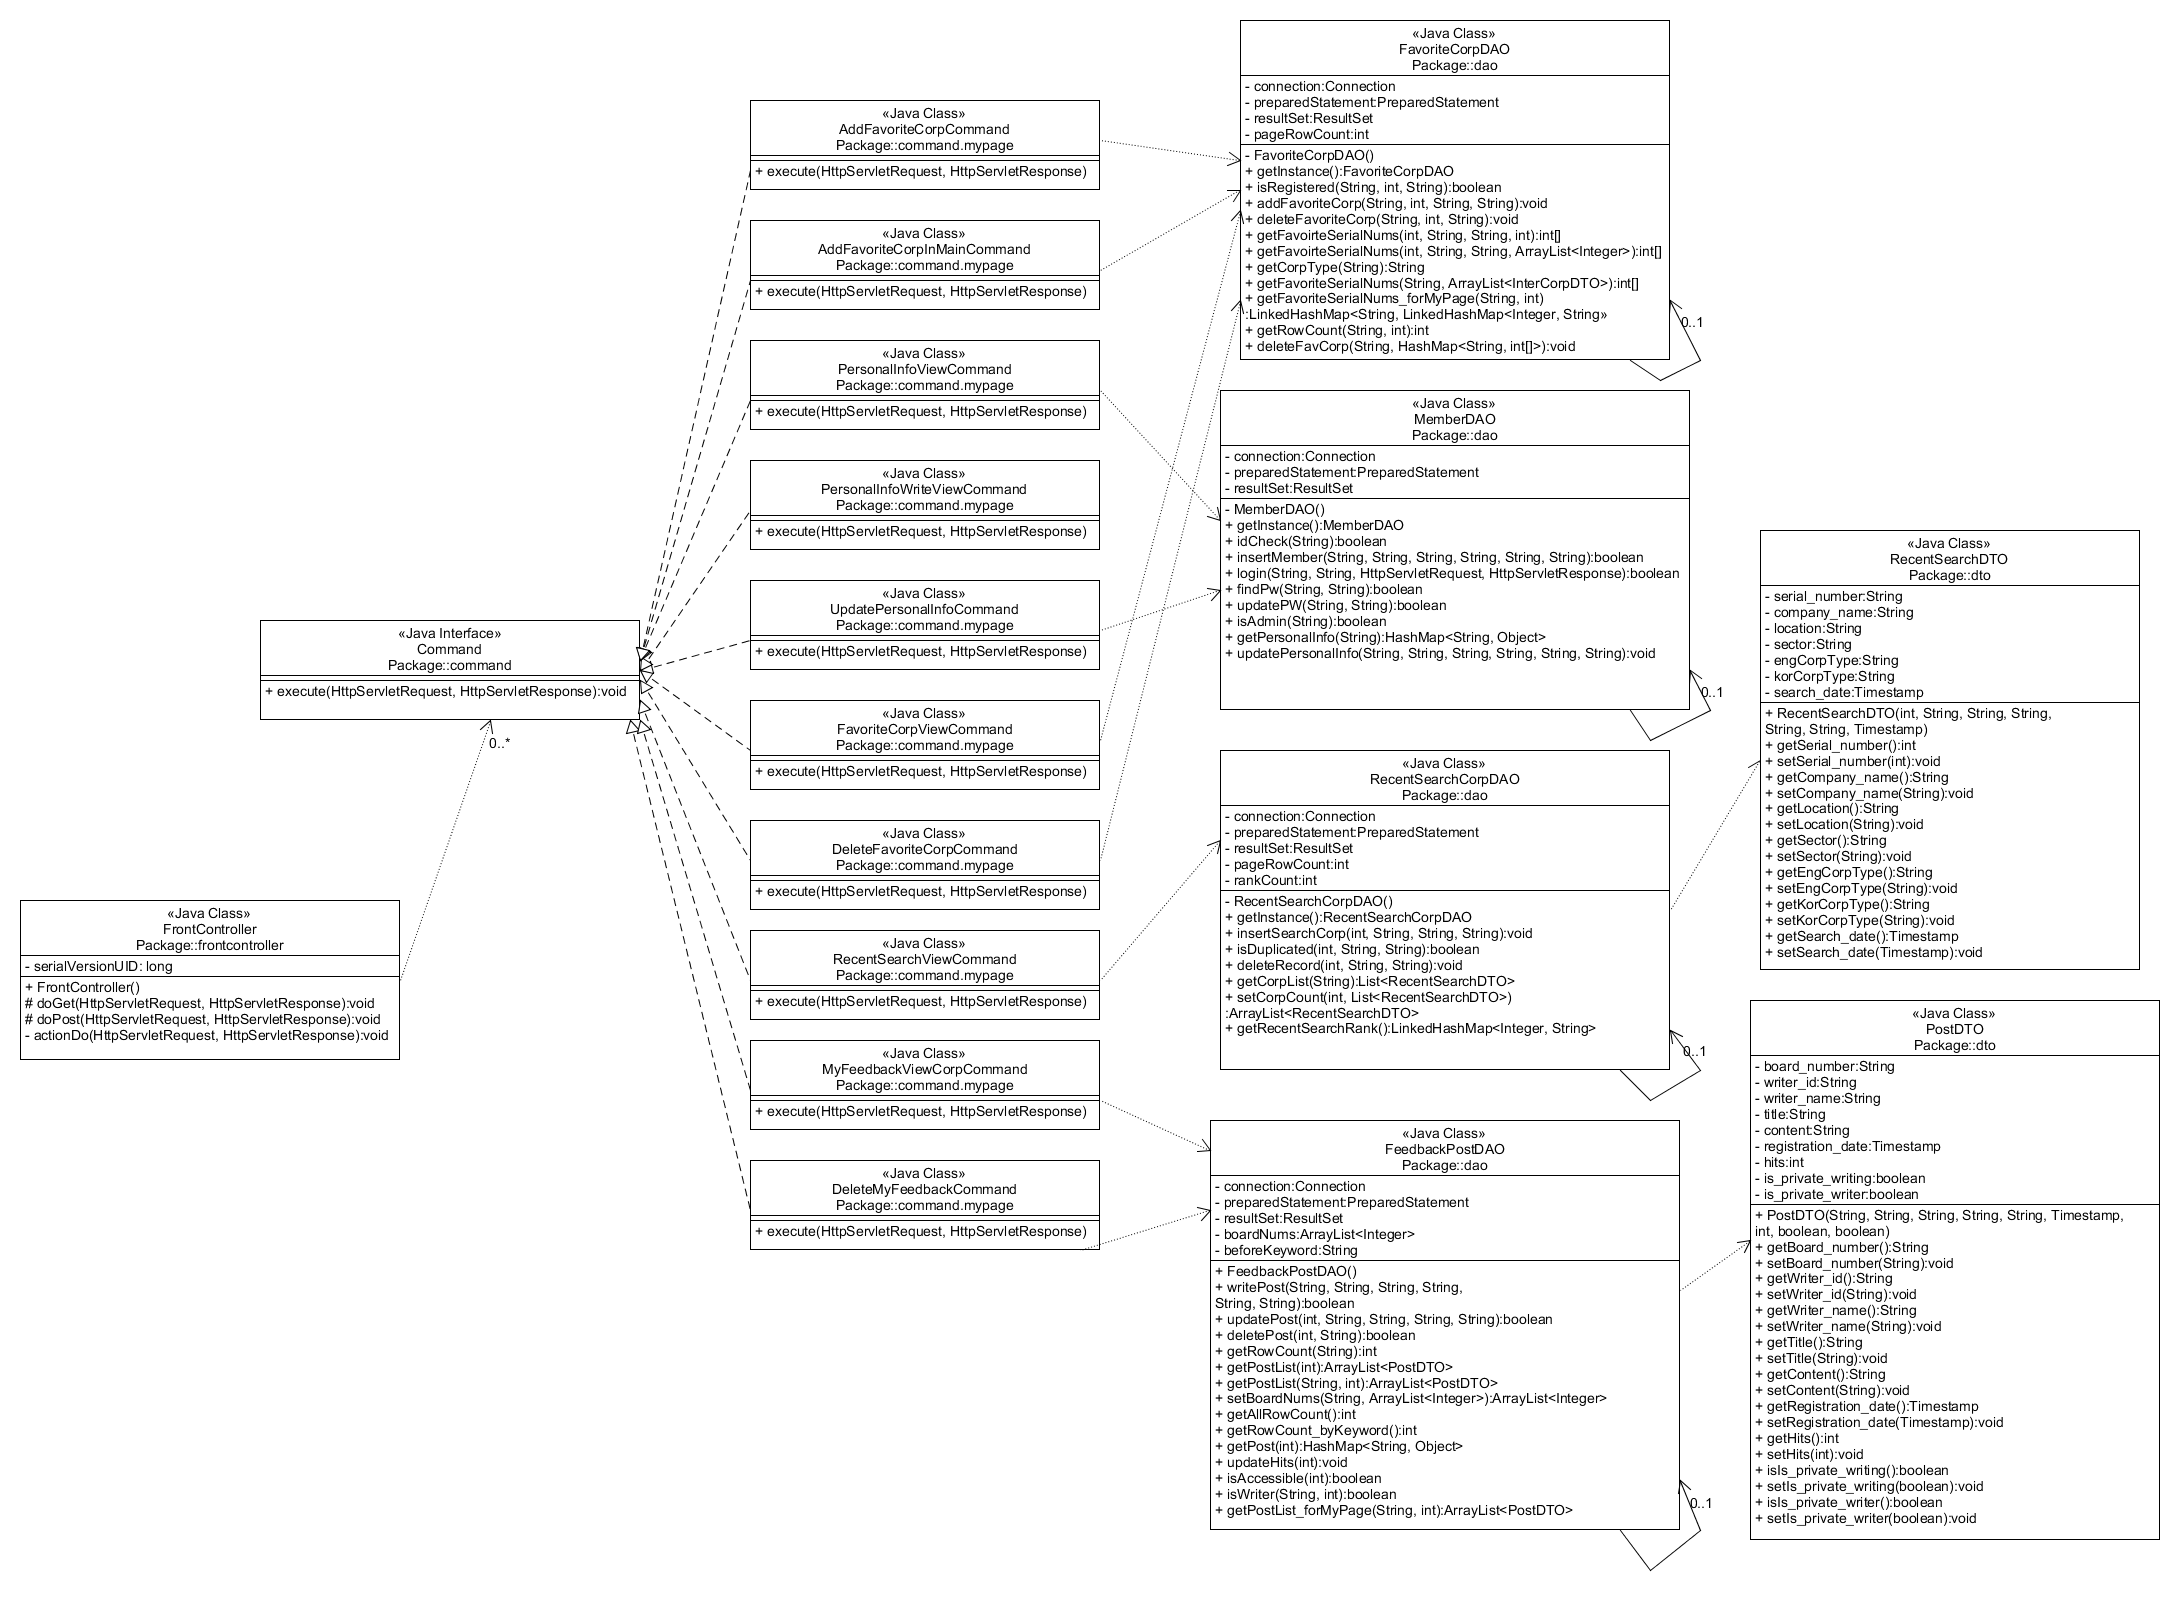 «Java Class»
FavoriteCorpDAO
Package::dao
- connection:Connection
- preparedStatement:PreparedStatement
- resultSet:ResultSet
- pageRowCount:int
- FavoriteCorpDAO()
+ getInstance():FavoriteCorpDAO
+ isRegistered(String, int, String):boolean
+ addFavoriteCorp(String, int, String, String):void
+ deleteFavoriteCorp(String, int, String):void
+ getFavoirteSerialNums(int, String, String, int):int[]
+ getFavoirteSerialNums(int, String, String, ArrayList<Integer>):int[]
+ getCorpType(String):String
+ getFavoriteSerialNums(String, ArrayList<InterCorpDTO>):int[]
+ getFavoriteSerialNums_forMyPage(String, int)
:LinkedHashMap<String, LinkedHashMap<Integer, String»
+ getRowCount(String, int):int
+ deleteFavCorp(String, HashMap<String, int[]>):void
0..1
«Java Class»
AddFavoriteCorpCommand
Package::command.mypage
+ execute(HttpServletRequest, HttpServletResponse)
«Java Class»
AddFavoriteCorpInMainCommand
Package::command.mypage
+ execute(HttpServletRequest, HttpServletResponse)
«Java Class»
PersonalInfoViewCommand
Package::command.mypage
+ execute(HttpServletRequest, HttpServletResponse)
«Java Class»
PersonalInfoWriteViewCommand
Package::command.mypage
+ execute(HttpServletRequest, HttpServletResponse)
«Java Class»
UpdatePersonalInfoCommand
Package::command.mypage
+ execute(HttpServletRequest, HttpServletResponse)
«Java Class»
FavoriteCorpViewCommand
Package::command.mypage
+ execute(HttpServletRequest, HttpServletResponse)
«Java Class»
DeleteFavoriteCorpCommand
Package::command.mypage
+ execute(HttpServletRequest, HttpServletResponse)
«Java Class»
RecentSearchViewCommand
Package::command.mypage
+ execute(HttpServletRequest, HttpServletResponse)
«Java Class»
MyFeedbackViewCorpCommand
Package::command.mypage
+ execute(HttpServletRequest, HttpServletResponse)
«Java Class»
DeleteMyFeedbackCommand
Package::command.mypage
+ execute(HttpServletRequest, HttpServletResponse)
«Java Interface»
Command
Package::command
+ execute(HttpServletRequest, HttpServletResponse):void
0..*
«Java Class»
FrontController
Package::frontcontroller
- serialVersionUID: long
+ FrontController()
# doGet(HttpServletRequest, HttpServletResponse):void
# doPost(HttpServletRequest, HttpServletResponse):void
- actionDo(HttpServletRequest, HttpServletResponse):void
«Java Class»
MemberDAO
Package::dao
- connection:Connection
- preparedStatement:PreparedStatement
- resultSet:ResultSet
- MemberDAO()
+ getInstance():MemberDAO
+ idCheck(String):boolean
+ insertMember(String, String, String, String, String, String):boolean
+ login(String, String, HttpServletRequest, HttpServletResponse):boolean
+ findPw(String, String):boolean
+ updatePW(String, String):boolean
+ isAdmin(String):boolean
+ getPersonalInfo(String):HashMap<String, Object>
+ updatePersonalInfo(String, String, String, String, String, String):void
0..1
«Java Class»
RecentSearchCorpDAO
Package::dao
- connection:Connection
- preparedStatement:PreparedStatement
- resultSet:ResultSet
- pageRowCount:int
- rankCount:int
- RecentSearchCorpDAO()
+ getInstance():RecentSearchCorpDAO
+ insertSearchCorp(int, String, String, String):void
+ isDuplicated(int, String, String):boolean
+ deleteRecord(int, String, String):void
+ getCorpList(String):List<RecentSearchDTO>
+ setCorpCount(int, List<RecentSearchDTO>)
:ArrayList<RecentSearchDTO>
+ getRecentSearchRank():LinkedHashMap<Integer, String>
0..1
«Java Class»
FeedbackPostDAO
Package::dao
- connection:Connection
- preparedStatement:PreparedStatement
- resultSet:ResultSet
- boardNums:ArrayList<Integer>
- beforeKeyword:String
+ FeedbackPostDAO()
+ writePost(String, String, String, String,
String, String):boolean
+ updatePost(int, String, String, String, String):boolean
+ deletePost(int, String):boolean
+ getRowCount(String):int
+ getPostList(int):ArrayList<PostDTO>
+ getPostList(String, int):ArrayList<PostDTO>
+ setBoardNums(String, ArrayList<Integer>):ArrayList<Integer>
+ getAllRowCount():int
+ getRowCount_byKeyword():int
+ getPost(int):HashMap<String, Object>
+ updateHits(int):void
+ isAccessible(int):boolean
+ isWriter(String, int):boolean
+ getPostList_forMyPage(String, int):ArrayList<PostDTO>
0..1
«Java Class»
RecentSearchDTO
Package::dto
- serial_number:String
- company_name:String
- location:String
- sector:String
- engCorpType:String
- korCorpType:String
- search_date:Timestamp
+ RecentSearchDTO(int, String, String, String,
String, String, Timestamp)
+ getSerial_number():int
+ setSerial_number(int):void
+ getCompany_name():String
+ setCompany_name(String):void
+ getLocation():String
+ setLocation(String):void
+ getSector():String
+ setSector(String):void
+ getEngCorpType():String
+ setEngCorpType(String):void
+ getKorCorpType():String
+ setKorCorpType(String):void
+ getSearch_date():Timestamp
+ setSearch_date(Timestamp):void
«Java Class»
PostDTO
Package::dto
- board_number:String
- writer_id:String
- writer_name:String
- title:String
- content:String
- registration_date:Timestamp
- hits:int
- is_private_writing:boolean
- is_private_writer:boolean
+ PostDTO(String, String, String, String, String, Timestamp,
int, boolean, boolean)
+ getBoard_number():String
+ setBoard_number(String):void
+ getWriter_id():String
+ setWriter_id(String):void
+ getWriter_name():String
+ setWriter_name(String):void
+ getTitle():String
+ setTitle(String):void
+ getContent():String
+ setContent(String):void
+ getRegistration_date():Timestamp
+ setRegistration_date(Timestamp):void
+ getHits():int
+ setHits(int):void
+ isIs_private_writing():boolean
+ setIs_private_writing(boolean):void
+ isIs_private_writer():boolean
+ setIs_private_writer(boolean):void